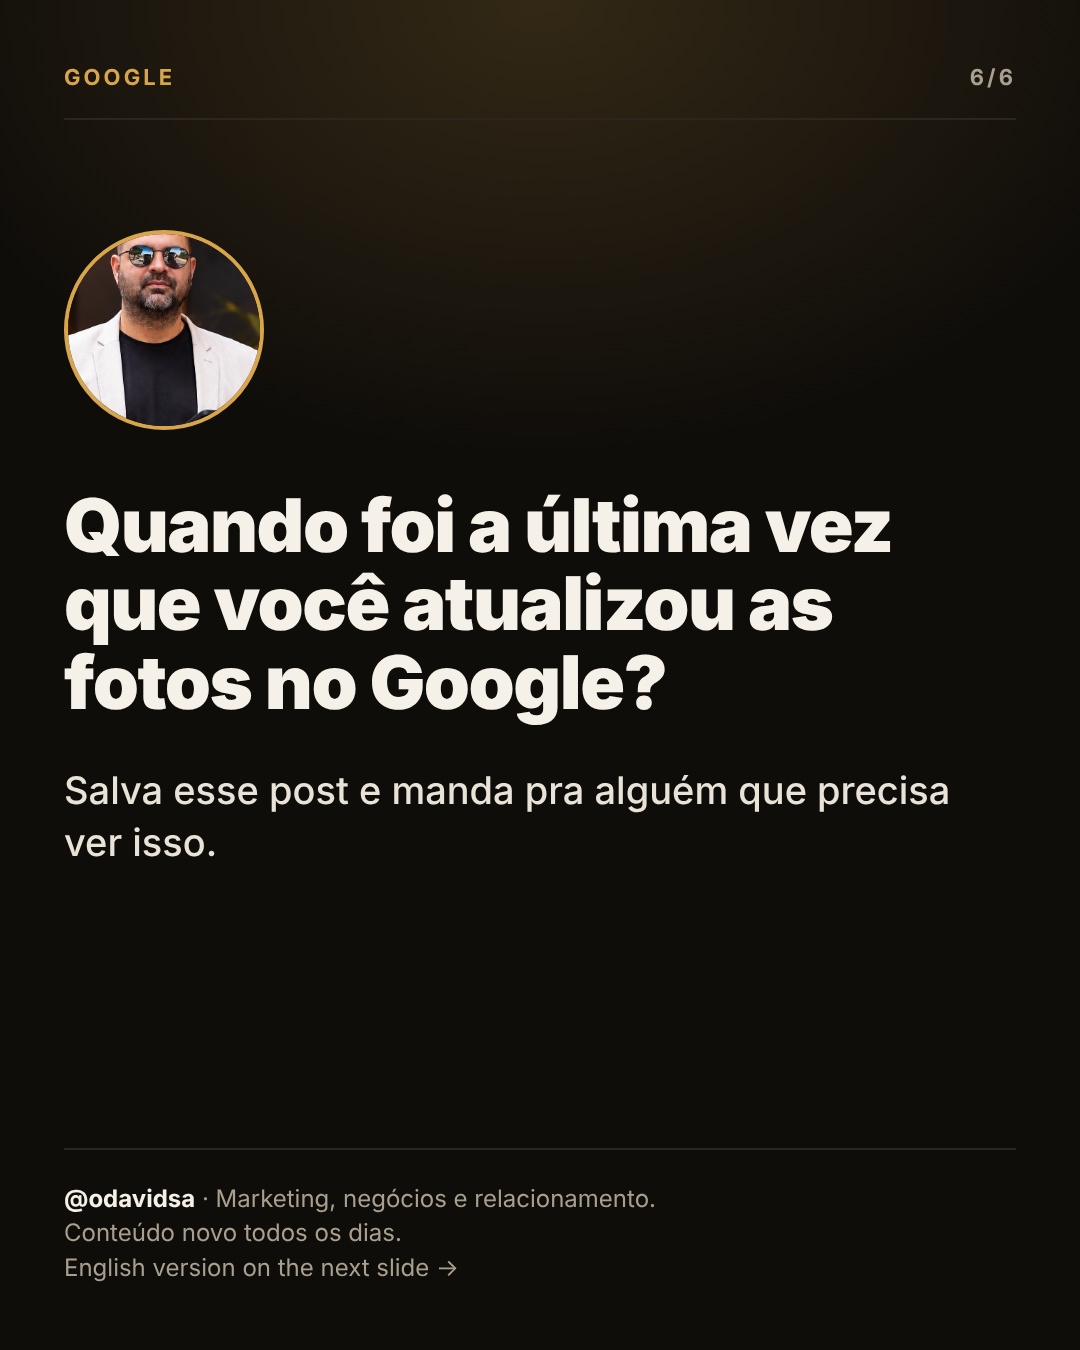 GOOGLE
6/6
Quando foi a última vez
que você atualizou as
fotos no Google?
Salva esse post e manda pra alguém que precisa
ver isso.
@odavidsa · Marketing, negócios e relacionamento.
Conteúdo novo todos os dias.
English version on the next slide →